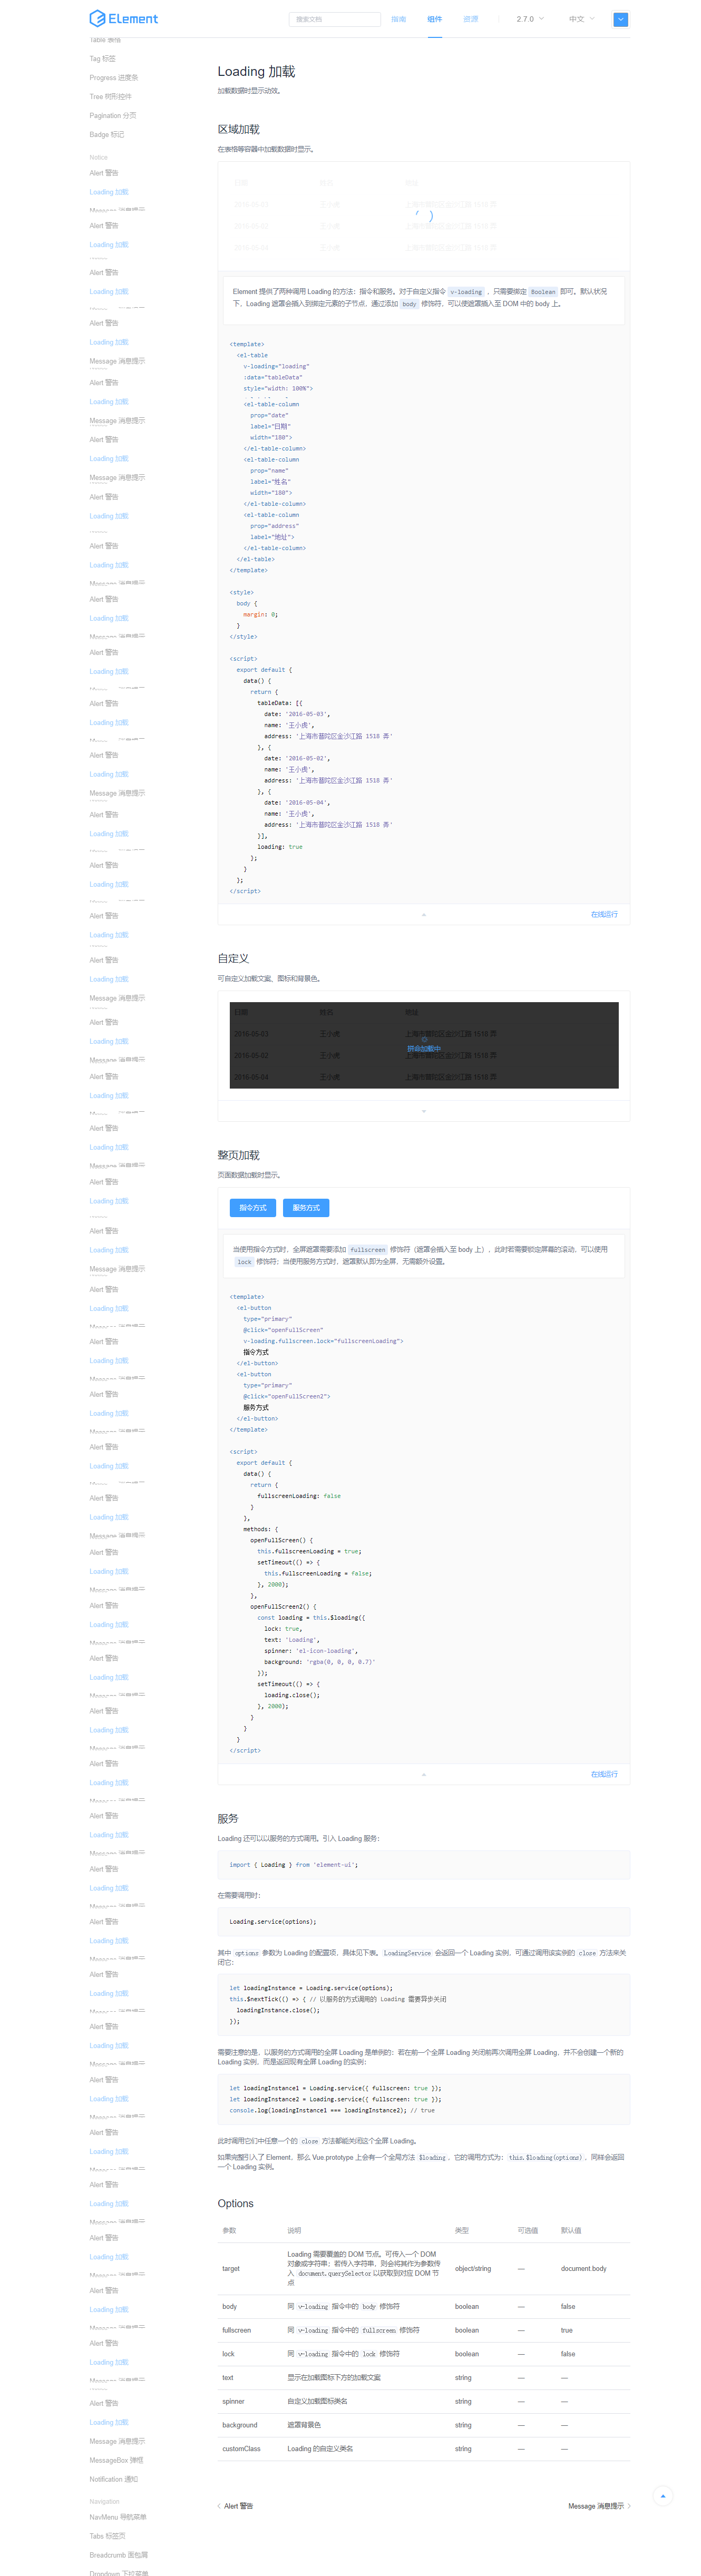 Element
搜索文档
指南
组件
资源
2.7.0
中文
Table 表格
Tag 标签
Progress 进度条
Tree 树形控件
Pagination 分页
Badge 标记
Notice
Alert 警告
Loading 加载
Message 消息提示
Loading 加载
加载数据时显示动效。
区域加载
在表格等容器中加载数据时显示。
日期 姓名 地址
2016-05-03 王小虎 上海市普陀区金沙江路 1518 弄
2016-05-02 王小虎 上海市普陀区金沙江路 1518 弄
2016-05-04 王小虎 上海市普陀区金沙江路 1518 弄
Element 提供了两种调用 Loading 的方法：指令和服务。对于自定义指令 v-loading，只需要绑定 Boolean 即可。默认状况
下，Loading 遮罩会插入到绑定元素的子节点，通过添加 body 修饰符，可以使遮罩插入至 DOM 中的 body 上。
<template>
<el-table
v-loading="loading"
:data="tableData"
style="width: 100%">
<el-table-column
prop="date"
label="日期"
width="180">
</el-table-column>
<el-table-column
prop="name"
label="姓名"
width="180">
</el-table-column>
<el-table-column
prop="address"
label="地址">
</el-table-column>
</el-table>
</template>
<style>
body {
margin: 0;
}
</style>
<script>
export default {
data() {
return {
tableData: [{
date: '2016-05-03',
name: '王小虎',
address: '上海市普陀区金沙江路 1518 弄'
}, {
date: '2016-05-02',
name: '王小虎',
address: '上海市普陀区金沙江路 1518 弄'
}, {
date: '2016-05-04',
name: '王小虎',
address: '上海市普陀区金沙江路 1518 弄'
}],
loading: true
};
}
};
</script>
在线运行
自定义
可自定义加载文案、图标和背景色。
日期 姓名 地址
2016-05-03 王小虎 上海市普陀区金沙江路 1518 弄
拼命加载中
2016-05-02 王小虎 上海市普陀区金沙江路 1518 弄
2016-05-04 王小虎 上海市普陀区金沙江路 1518 弄
整页加载
页面数据加载时显示。
指令方式 服务方式
当使用指令方式时，全屏遮罩需要添加 fullscreen 修饰符（遮罩会插入至 body 上），此时若需要锁定屏幕的滚动，可以使用
lock 修饰符；当使用服务方式时，遮罩默认即为全屏，无需额外设置。
<template>
<el-button
type="primary"
@click="openFullScreen"
v-loading.fullscreen.lock="fullscreenLoading">
指令方式
</el-button>
<el-button
type="primary"
@click="openFullScreen2">
服务方式
</el-button>
</template>
<script>
export default {
data() {
return {
fullscreenLoading: false
}
},
methods: {
openFullScreen() {
this.fullscreenLoading = true;
setTimeout(() => {
this.fullscreenLoading = false;
}, 2000);
},
openFullScreen2() {
const loading = this.$loading({
lock: true,
text: 'Loading',
spinner: 'el-icon-loading',
background: 'rgba(0, 0, 0, 0.7)'
});
setTimeout(() => {
loading.close();
}, 2000);
}
}
}
</script>
在线运行
服务
Loading 还可以以服务的方式调用。引入 Loading 服务：
import { Loading } from 'element-ui';
在需要调用时：
Loading.service(options);
其中 options 参数为 Loading 的配置项，具体见下表。LoadingService 会返回一个 Loading 实例，可通过调用该实例的 close 方法来关
闭它：
let loadingInstance = Loading.service(options);
this.$nextTick(() => { // 以服务的方式调用的 Loading 需要异步关闭
loadingInstance.close();
});
需要注意的是，以服务的方式调用的全屏 Loading 是单例的：若在前一个全屏 Loading 关闭前再次调用全屏 Loading，并不会创建一个新的
Loading 实例，而是返回现有全屏 Loading 的实例：
let loadingInstance1 = Loading.service({ fullscreen: true });
let loadingInstance2 = Loading.service({ fullscreen: true });
console.log(loadingInstance1 === loadingInstance2); // true
此时调用它们中任意一个的 close 方法都能关闭这个全屏 Loading。
如果完整引入了 Element，那么 Vue.prototype 上会有一个全局方法 $loading，它的调用方式为：this.$loading(options)，同样会返回
一个 Loading 实例。
Options
参数 说明 类型 可选值 默认值
target Loading 需要覆盖的 DOM 节点。可传入一个 DOM
对象或字符串；若传入字符串，则会将其作为参数传
入 document.querySelector以获取到对应 DOM 节
点 object/string — document.body
body 同 v-loading 指令中的 body 修饰符 boolean — false
fullscreen 同 v-loading 指令中的 fullscreen 修饰符 boolean — true
lock 同 v-loading 指令中的 lock 修饰符 boolean — false
text 显示在加载图标下方的加载文案 string — —
spinner 自定义加载图标类名 string — —
background 遮罩背景色 string — —
customClass Loading 的自定义类名 string — —
Alert 警告
Message 消息提示
Alert 警告
Loading 加载
Message 消息提示
MessageBox 弹框
Notification 通知
Navigation
NavMenu 导航菜单
Tabs 标签页
Breadcrumb 面包屑
Dropdown 下拉菜单